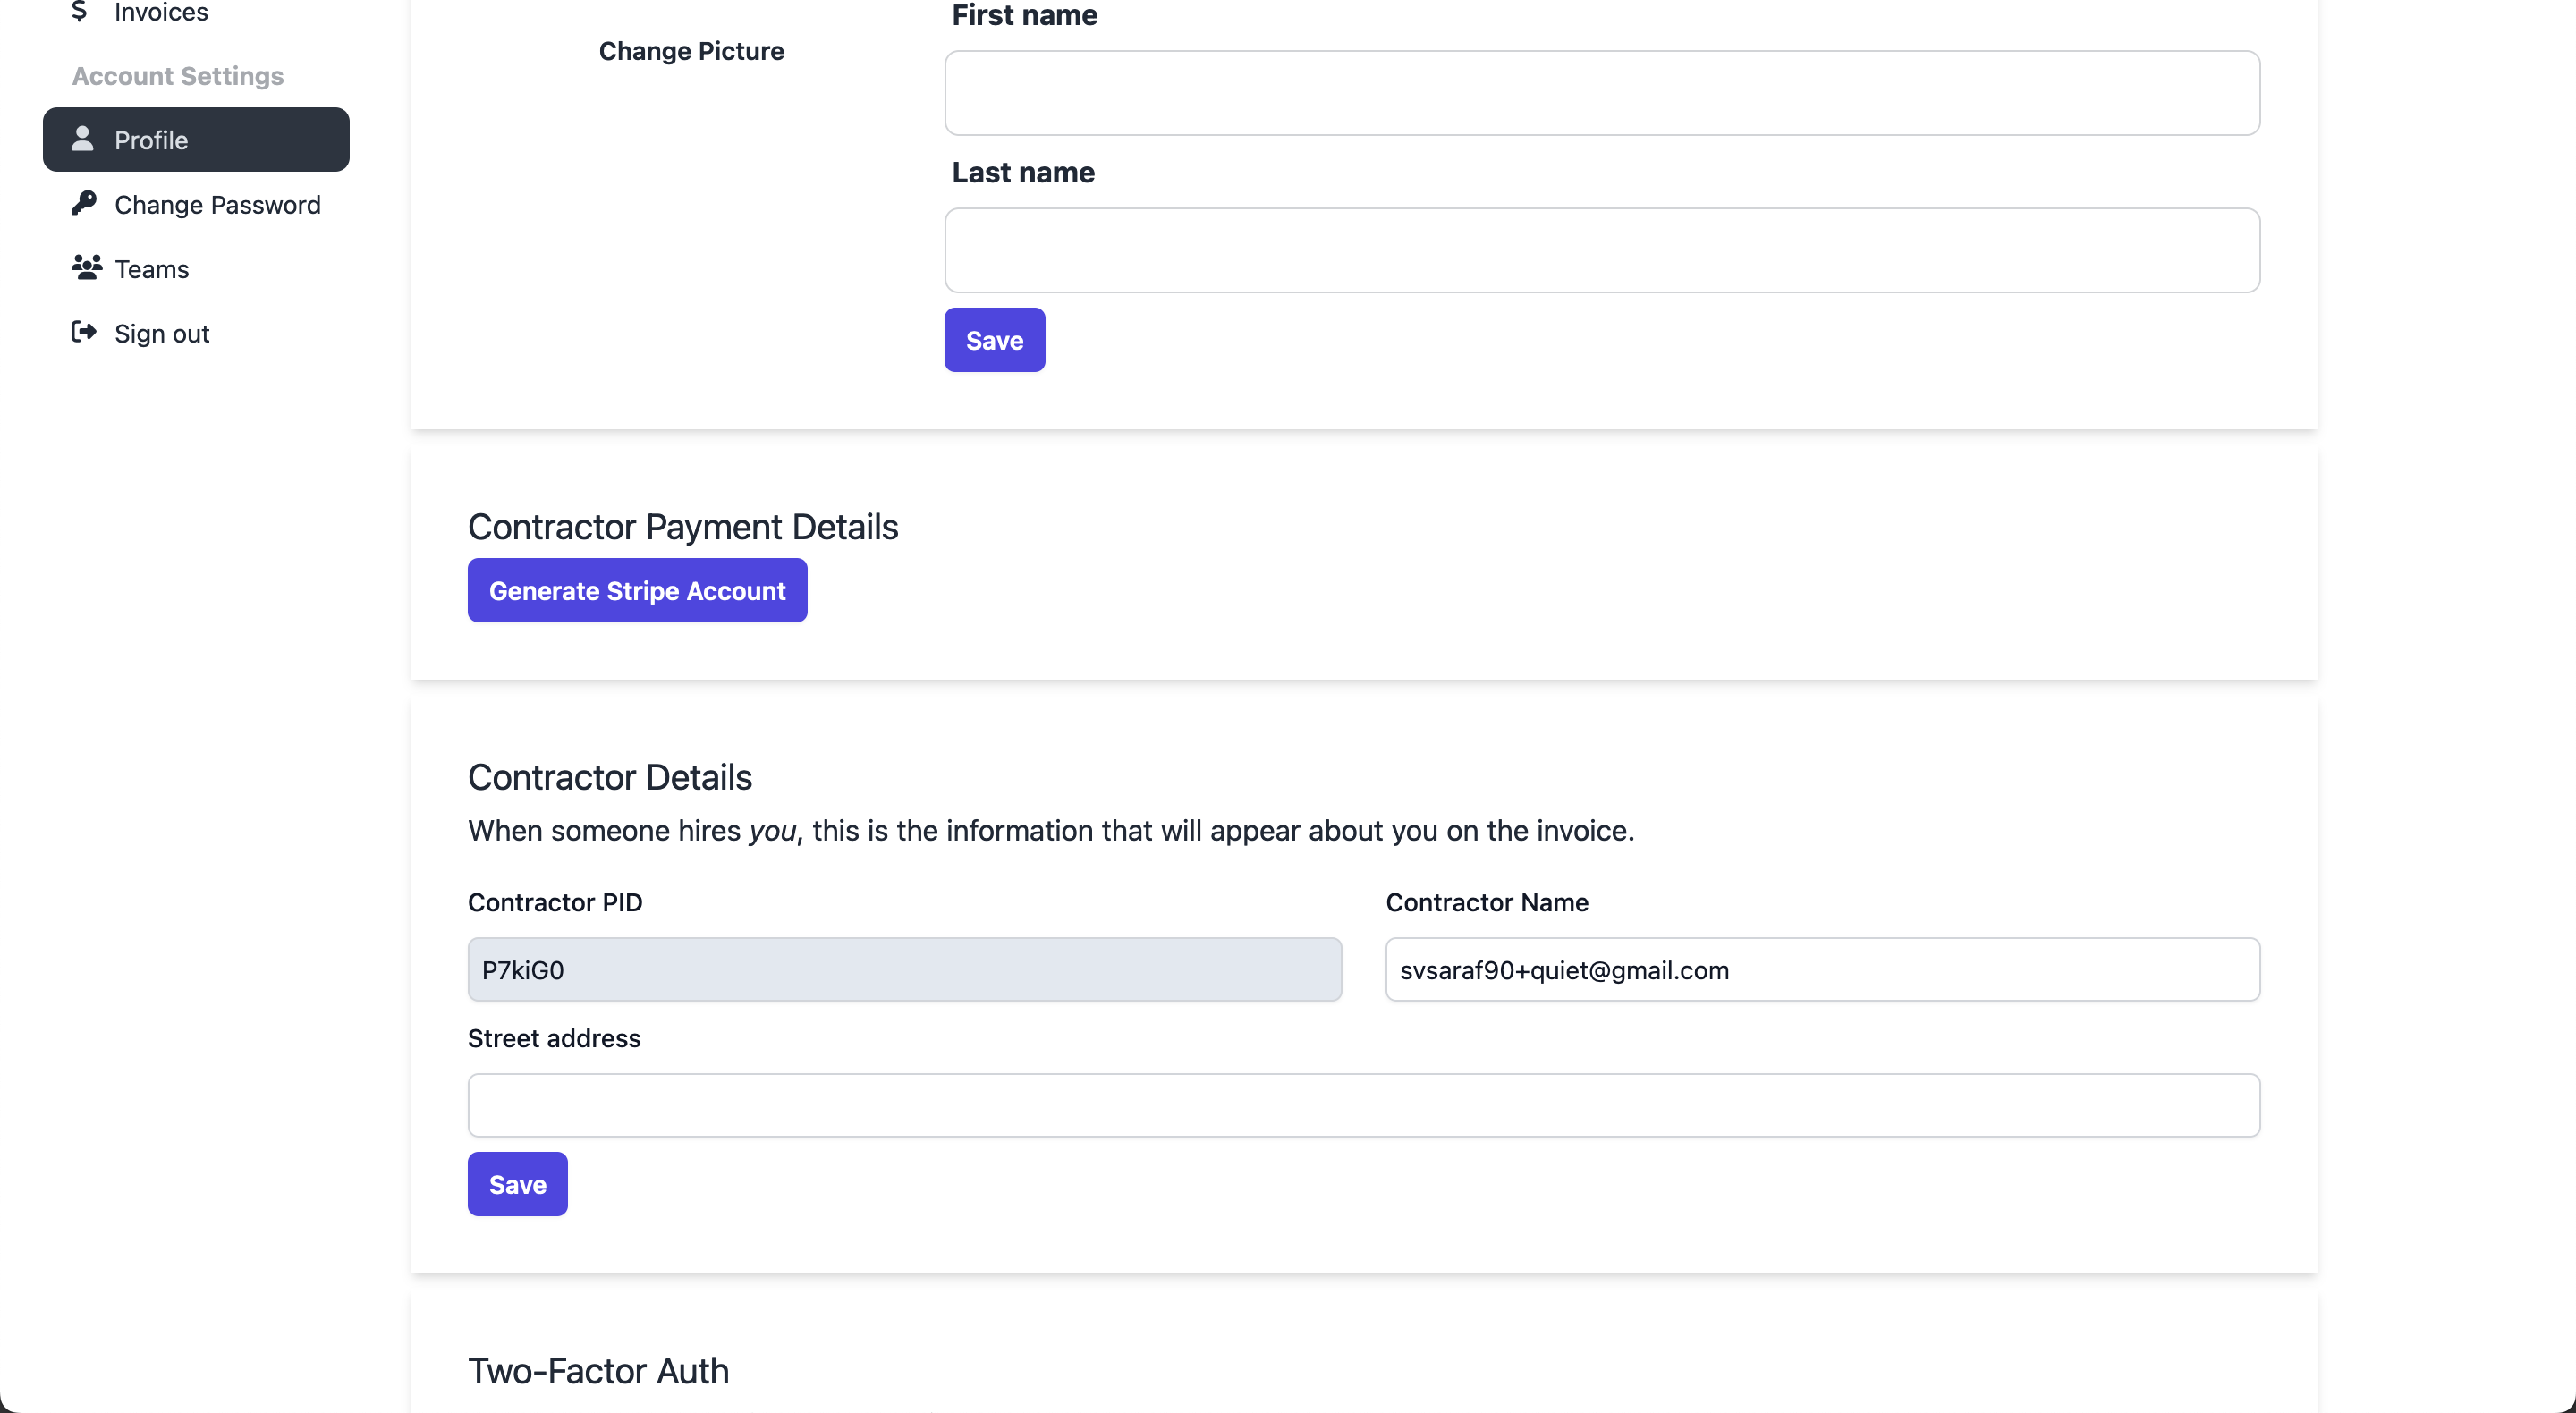 Invoices
Account Settings
Profile
Change Password
Teams
Sign out
Change Picture
First name
Last name
Save
Contractor Payment Details
Generate Stripe Account
Contractor Details
When someone hires you, this is the information that will appear about you on the invoice.
Contractor PID
Contractor Name
P7kiG0
svsaraf90+quiet@gmail.com
Street address
Save
Two-Factor Auth